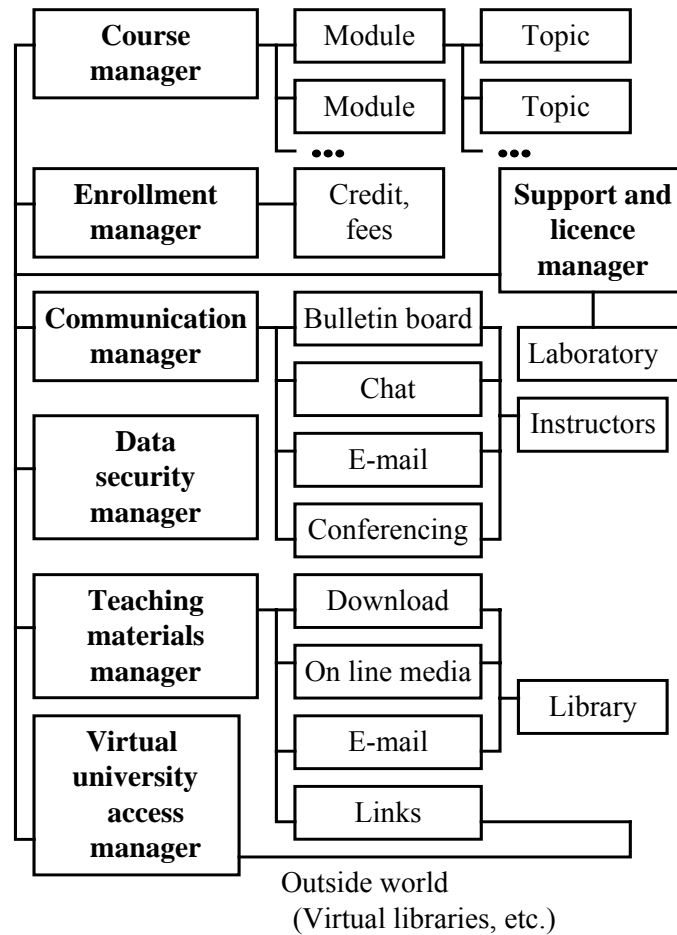 Course
manager
Module
Topic
Module
Topic
•••
•••
Enrollment
manager
Credit,
fees
Support and
licence
manager
Communication
manager
Bulletin board
Laboratory
Chat
Instructors
Data
security
manager
E-mail
Conferencing
Teaching
materials
manager
Download
On line media
Library
Virtual
university
access
manager
E-mail
Links
Outside world
(Virtual libraries, etc.)